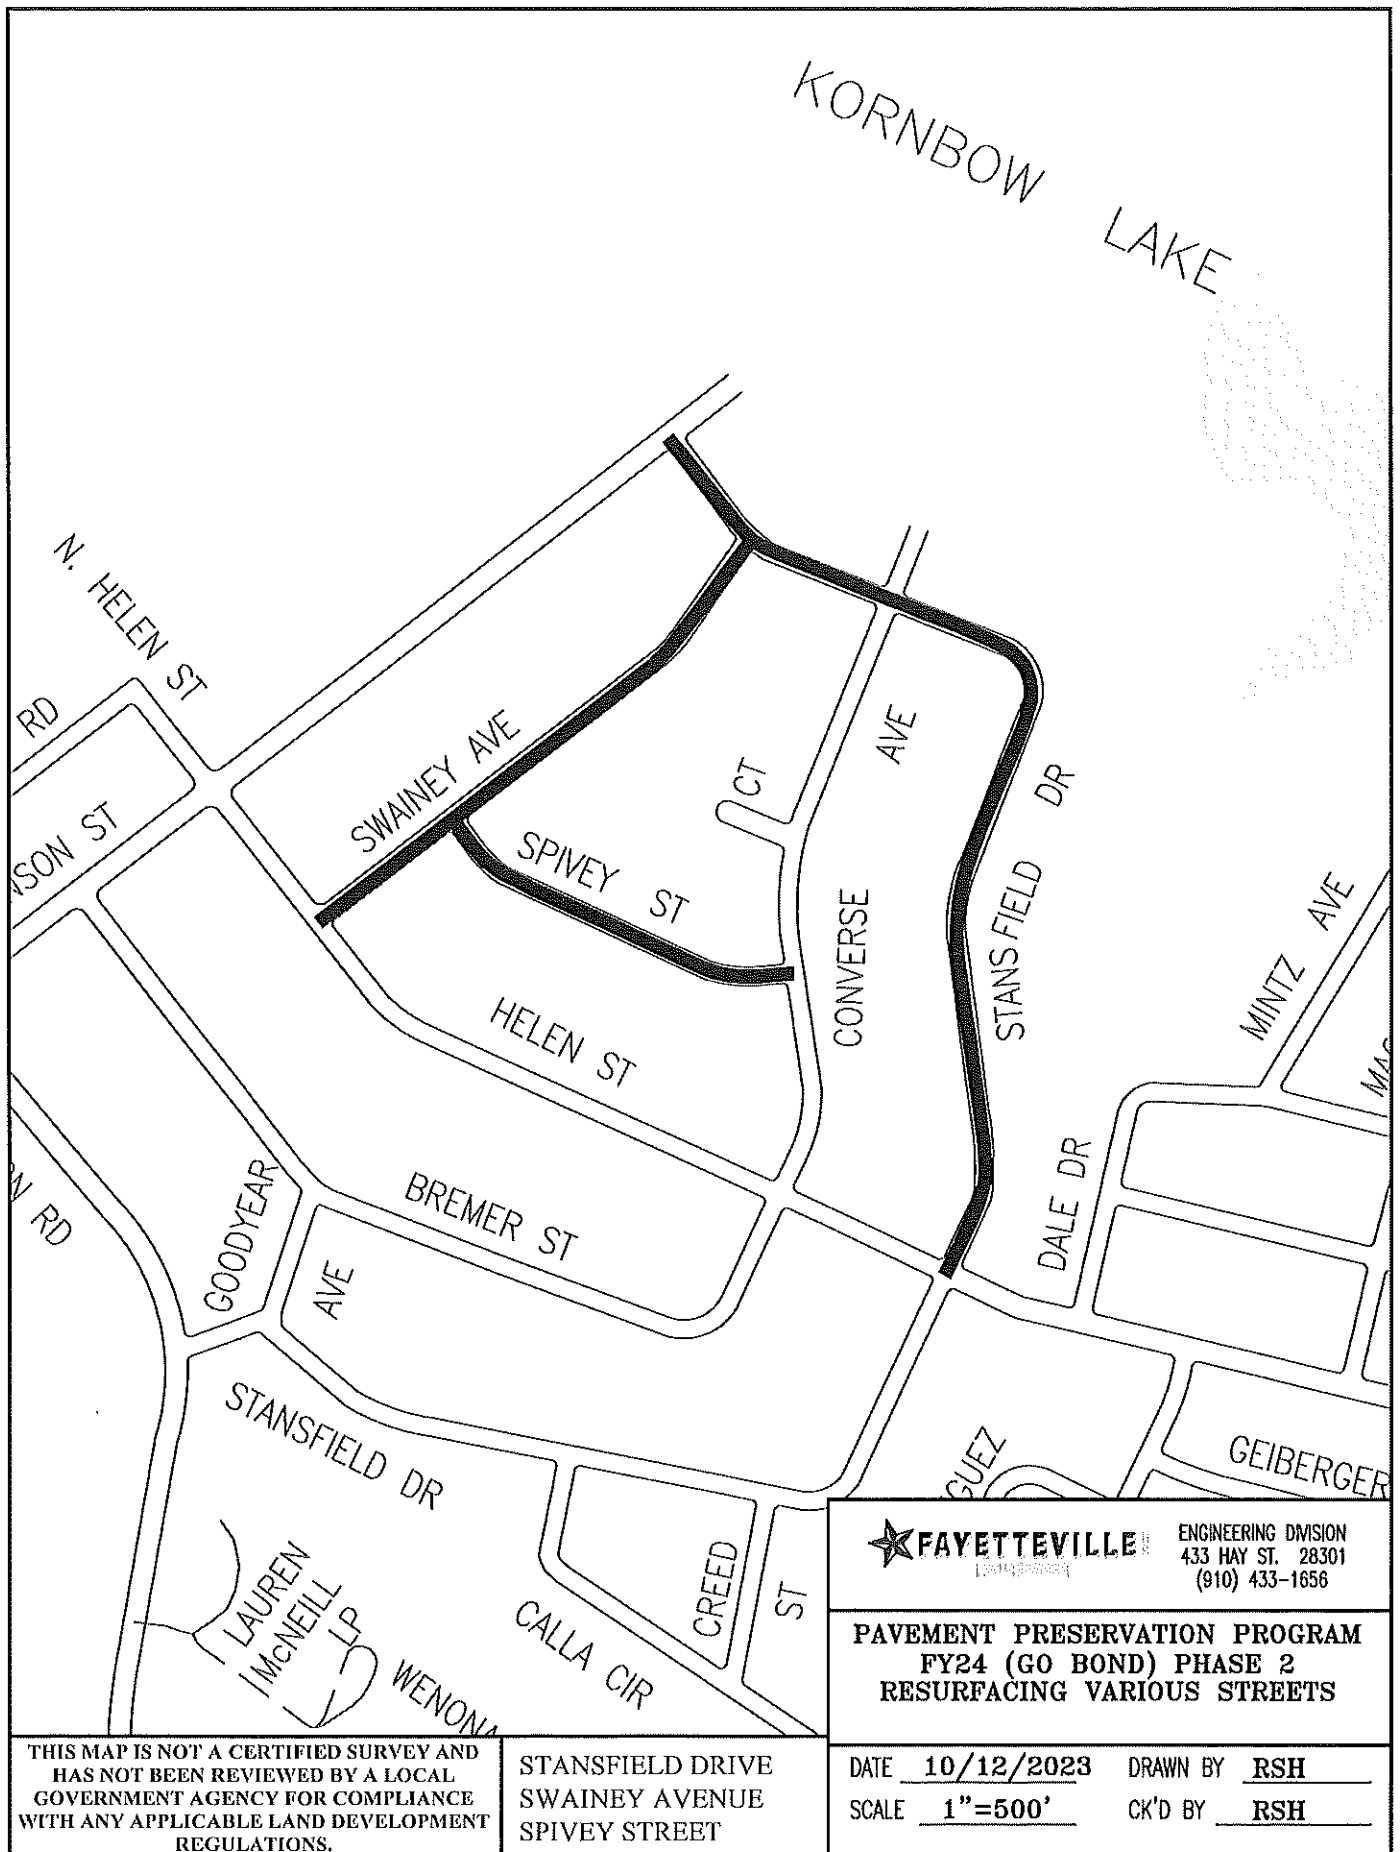 KORNBOW LAKE
N. HELEN ST
RD
NSON ST
SWAINEY AVE
SPIVEY ST
CT
CONVERSE AVE
STANSFIELD DR
MINTZ AVE
HELEN ST
DALE DR
GOODYEAR AVE
BREMER ST
RD
STANSFIELD DR
GUEZ
GEIBERGER
LAUREN
McNEILL
LP
WENONA
CALLA CIR
CREED ST
FAYETTEVILLE
ENGINEERING DIVISION
433 HAY ST. 28301
(910) 433-1656
PAVEMENT PRESERVATION PROGRAM
FY24 (GO BOND) PHASE 2
RESURFACING VARIOUS STREETS
THIS MAP IS NOT A CERTIFIED SURVEY AND
HAS NOT BEEN REVIEWED BY A LOCAL
GOVERNMENT AGENCY FOR COMPLIANCE
WITH ANY APPLICABLE LAND DEVELOPMENT
REGULATIONS.
STANSFIELD DRIVE
SWAINEY AVENUE
SPIVEY STREET
DATE 10/12/2023 DRAWN BY RSH
SCALE 1"=500' CK'D BY RSH